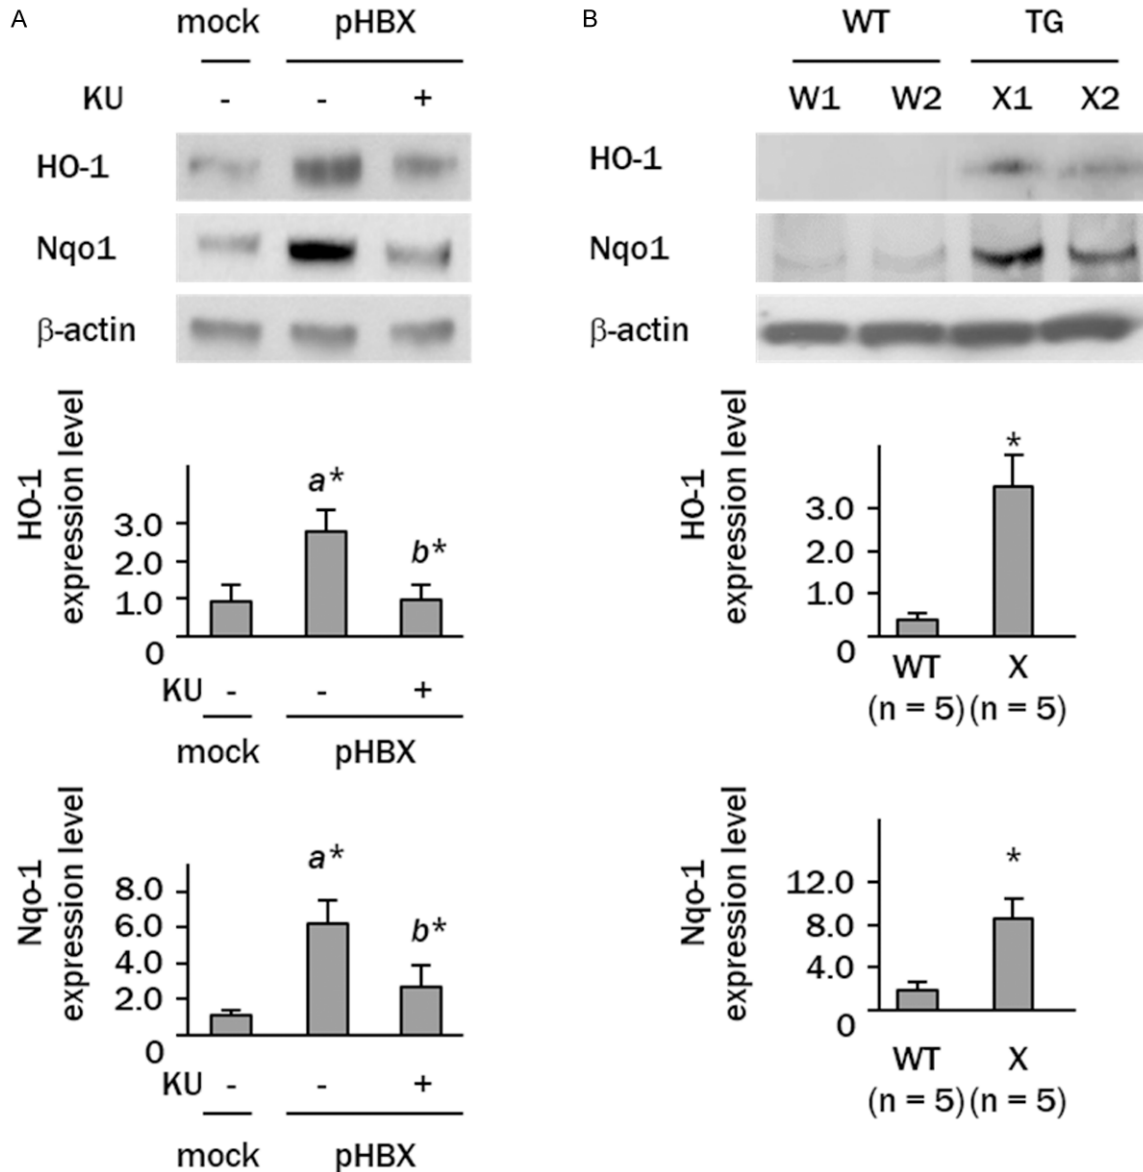 A
mock pHBX
KU - - +
HO-1
Nqo1
β-actin
HO-1
expression level
3.0
2.0
1.0
0
a*
b*
KU - - +
mock pHBX
Nqo-1
expression level
8.0
6.0
4.0
2.0
0
a*
b*
KU - - +
mock pHBX
B
WT TG
W1 W2 X1 X2
HO-1
Nqo1
β-actin
HO-1
expression level
3.0
2.0
1.0
0
*
WT X
(n = 5) (n = 5)
Nqo-1
expression level
12.0
8.0
4.0
0
*
WT X
(n = 5) (n = 5)